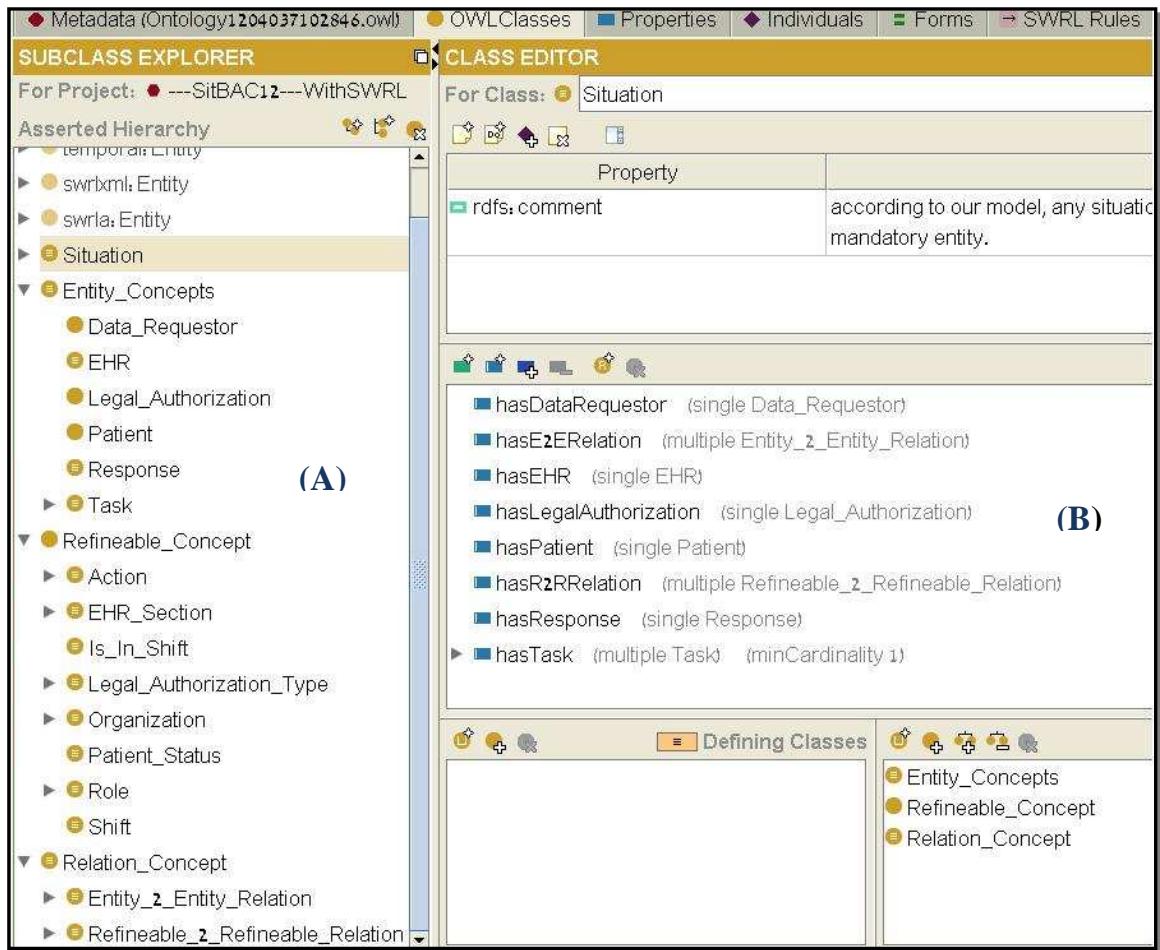 Metadata (Ontology1204037102846.owl) OWLClasses Properties Individuals Forms SWRL Rules
SUBCLASS EXPLORER
For Project: ---SitBAC12---WithSWRL
Asserted Hierarchy
temporal:Entity
swrlxml:Entity
swrla:Entity
Situation
Entity_Concepts
Data_Requestor
EHR
Legal_Authorization
Patient
Response
Task
(A)
Refineable_Concept
Action
EHR_Section
Is_In_Shift
Legal_Authorization_Type
Organization
Patient_Status
Role
Shift
Relation_Concept
Entity_2_Entity_Relation
Refineable_2_Refineable_Relation
CLASS EDITOR
For Class: Situation
Property
rdfs:comment
according to our model, any situatic
mandatory entity.
hasDataRequestor (single Data_Requestor)
hasE2ERelation (multiple Entity_2_Entity_Relation)
hasEHR (single EHR)
hasLegalAuthorization (single Legal_Authorization)
(B)
hasPatient (single Patient)
hasR2RRelation (multiple Refineable_2_Refineable_Relation)
hasResponse (single Response)
hasTask (multiple Task) (minCardinality 1)
Defining Classes
Entity_Concepts
Refineable_Concept
Relation_Concept